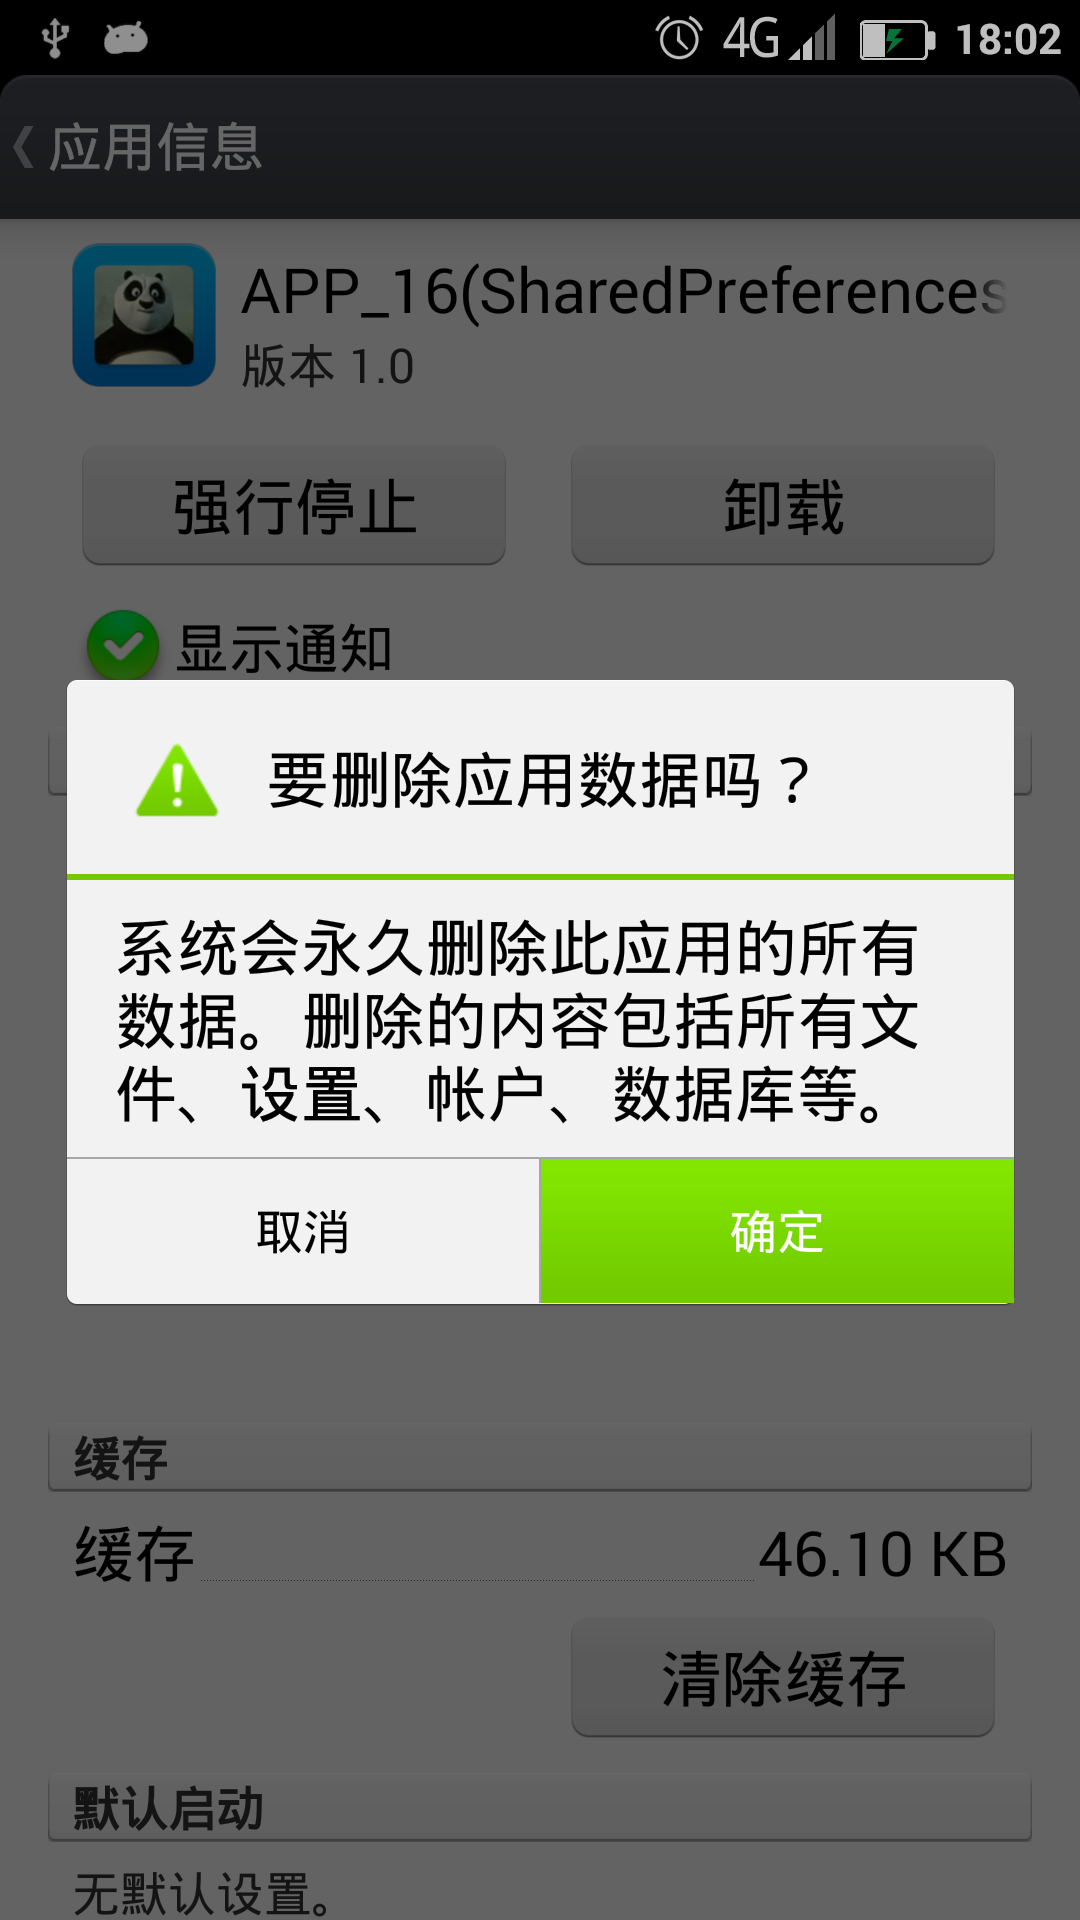 4G 18:02
应用信息
APP_16(SharedPreferences
版本 1.0
强行停止 卸载
显示通知
要删除应用数据吗？
系统会永久删除此应用的所有
数据。删除的内容包括所有文
件、设置、帐户、数据库等。
取消 确定
缓存
缓存 46.10 KB
清除缓存
默认启动
无默认设置。